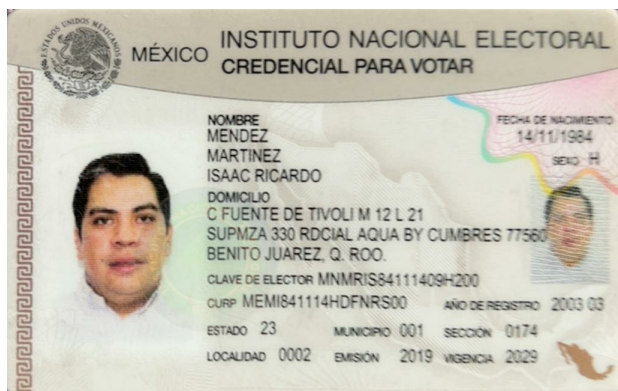 ESTADOS UNIDOS MEXICANOS
MÉXICO INSTITUTO NACIONAL ELECTORAL
CREDENCIAL PARA VOTAR
NOMBRE
MENDEZ
MARTINEZ
ISAAC RICARDO
FECHA DE NACIMIENTO
14/11/1984
SEXO H
DOMICILIO
C FUENTE DE TIVOLI M 12 L 21
SUPMZA 330 RDCIAL AQUA BY CUMBRES 77560
BENITO JUAREZ, Q. ROO.
CLAVE DE ELECTOR MNMRIS84111409H200
CURP MEMI841114HDFNRS00 AÑO DE REGISTRO 2003 03
ESTADO 23 MUNICIPIO 001 SECCIÓN 0174
LOCALIDAD 0002 EMISIÓN 2019 VIGENCIA 2029